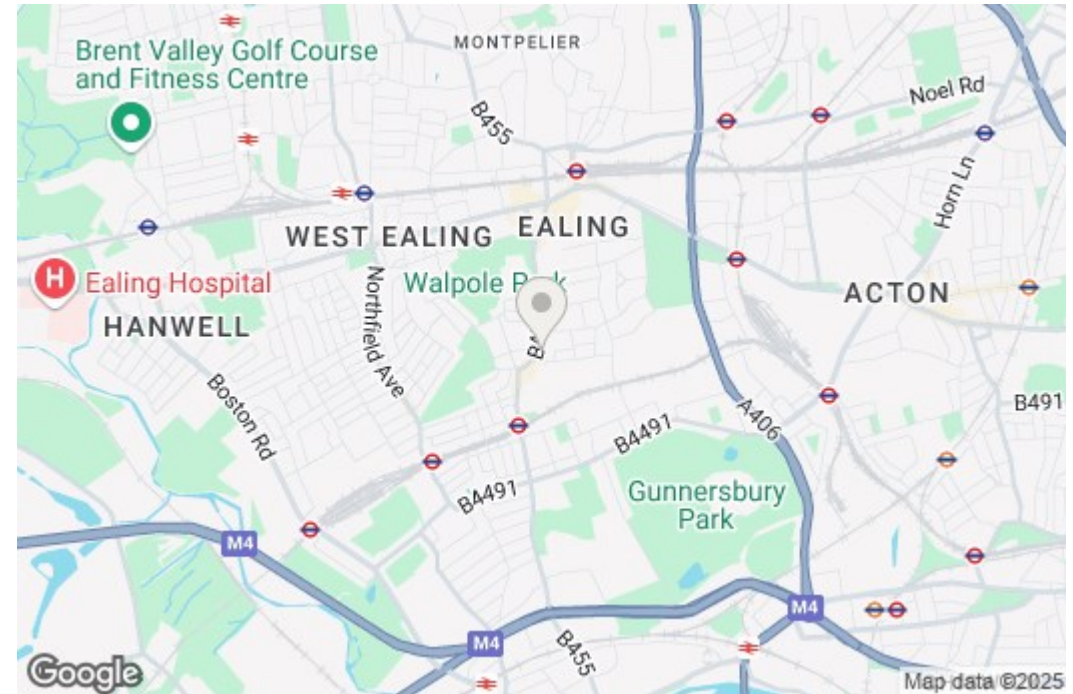 MONTPELIER
Brent Valley Golf Course
and Fitness Centre
Noel Rd
B455
Horn Ln
WEST EALING
EALING
Walpole
H
Ealing Hospital
ACTON
HANWELL
Northfield Ave
Boston Rd
B491
A406
B4491
B4491
Gunnersbury
Park
M4
M4
M4
B455
Google
Map data ©2025